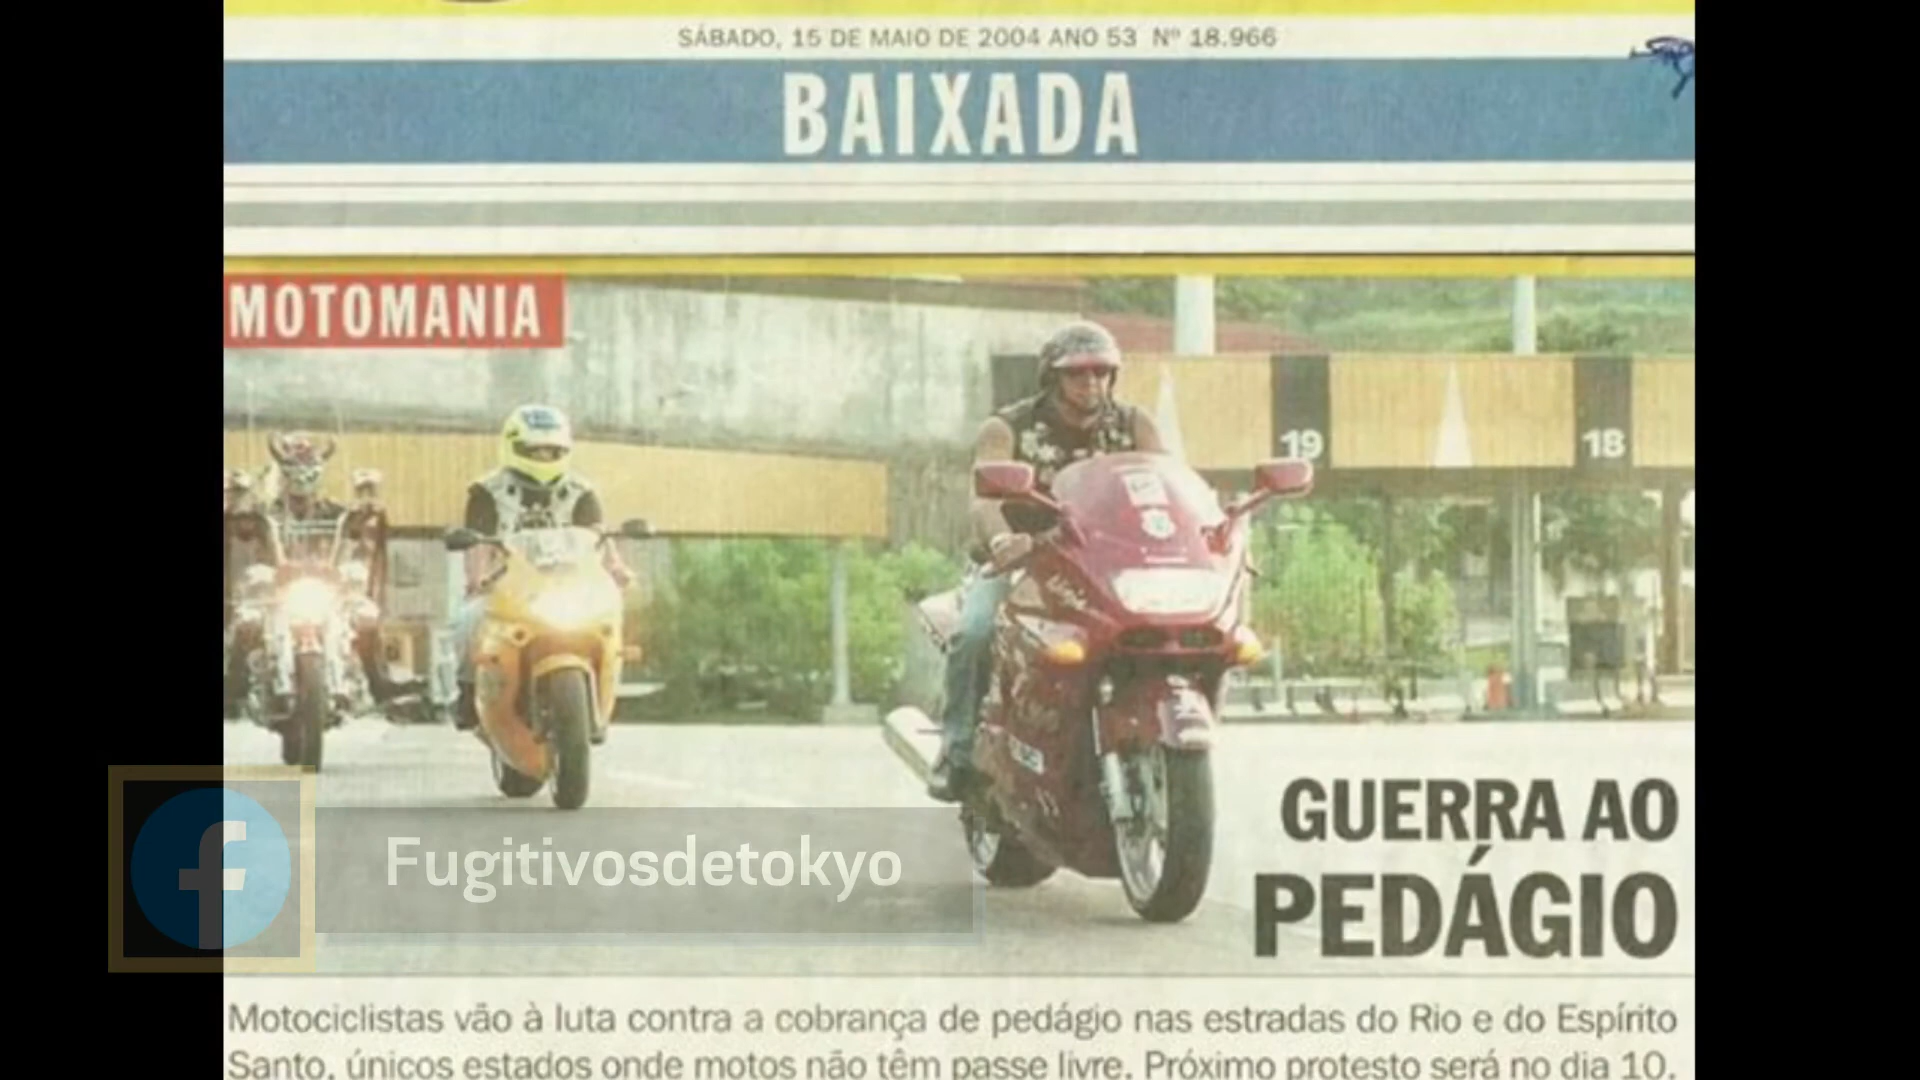 SÁBADO, 15 DE MAIO DE 2004 ANO 53 Nº 18.966
BAIXADA
MOTOMANIA
19
18
GUERRA AO
PEDÁGIO
f
Fugitivosdetokyo
Motociclistas vão à luta contra a cobrança de pedágio nas estradas do Rio e do Espírito
Santo, únicos estados onde motos não têm passe livre. Próximo protesto será no dia 10.